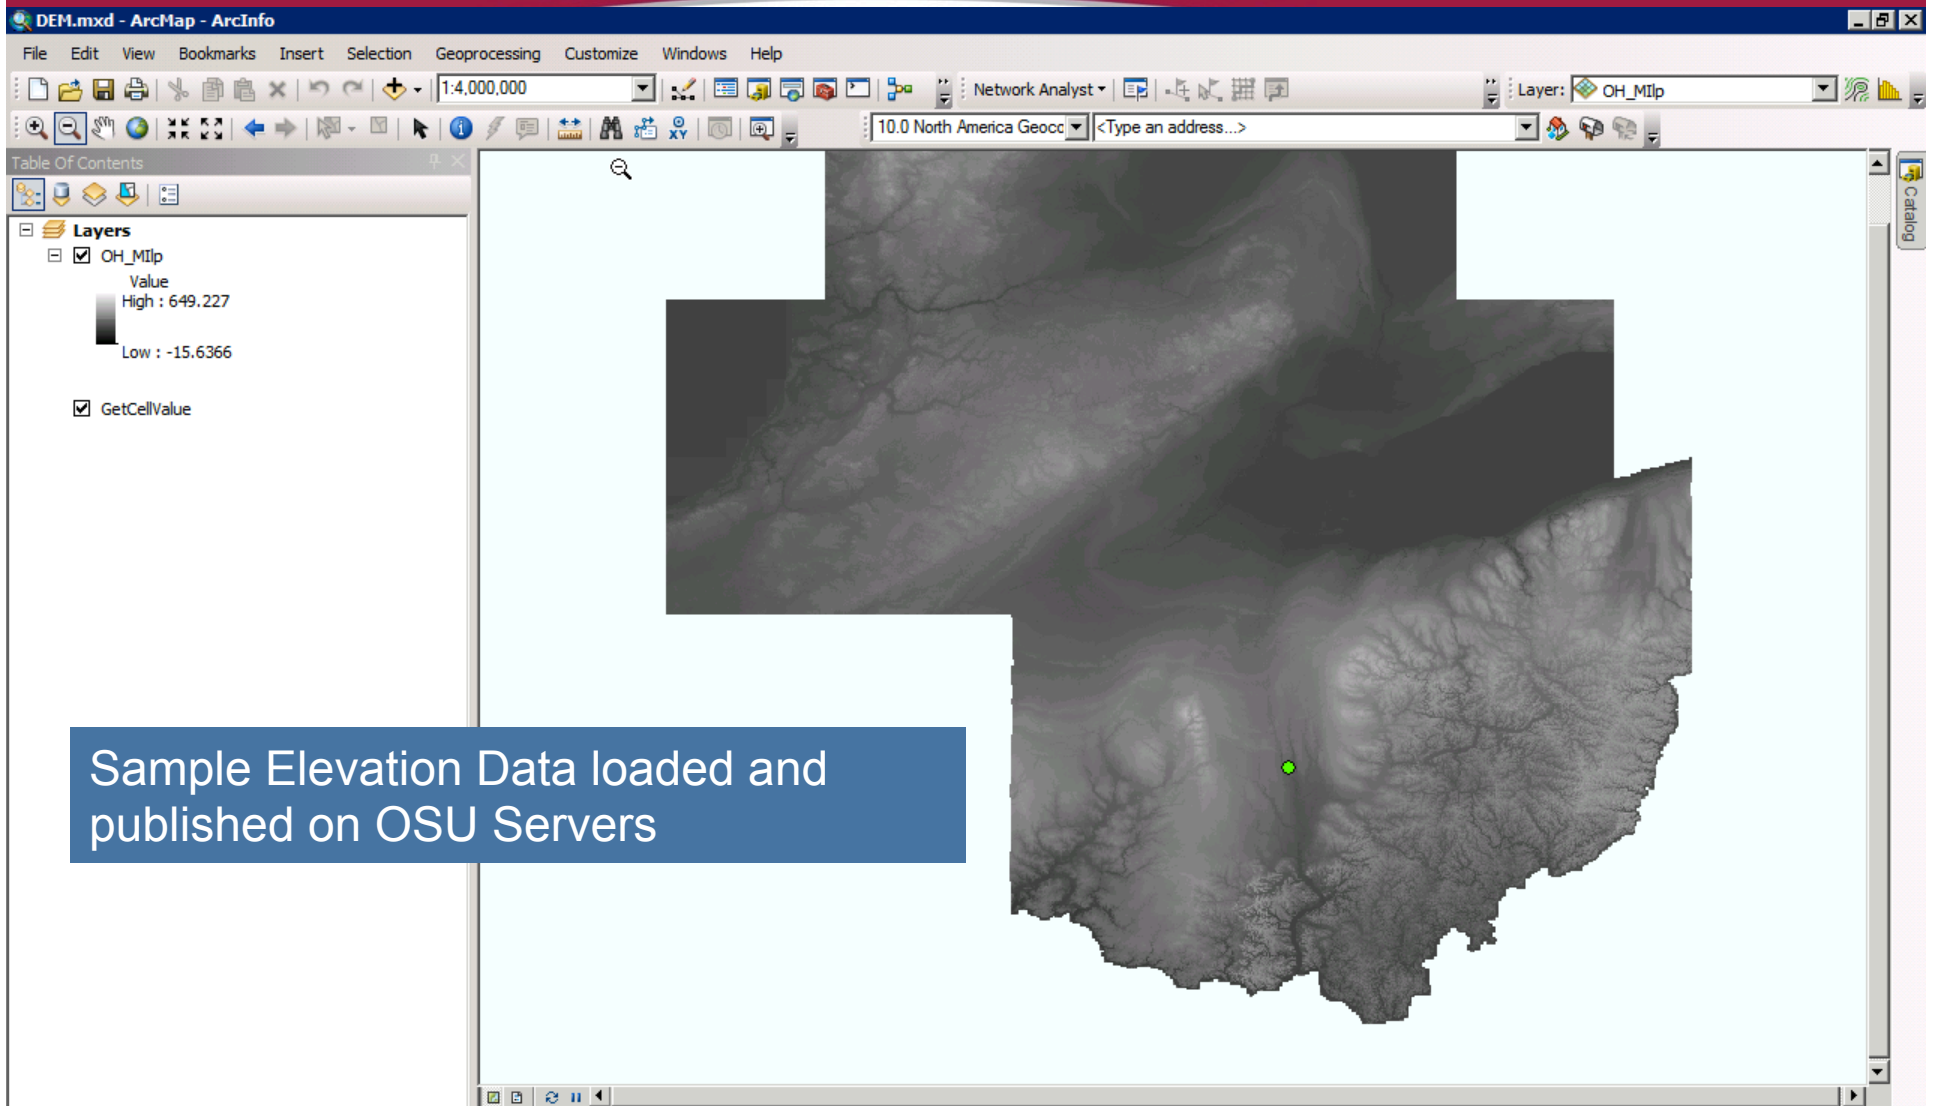 DEM.mxd - ArcMap - ArcInfo
File Edit View Bookmarks Insert Selection Geoprocessing Customize Windows Help
1:4,000,000 Network Analyst Layer: OH_MIlp
10.0 North America Geocc <Type an address...>
Table Of Contents
Catalog
Layers
OH_MIlp
Value
High : 649.227
Low : -15.6366
GetCellValue
Sample Elevation Data loaded and
published on OSU Servers